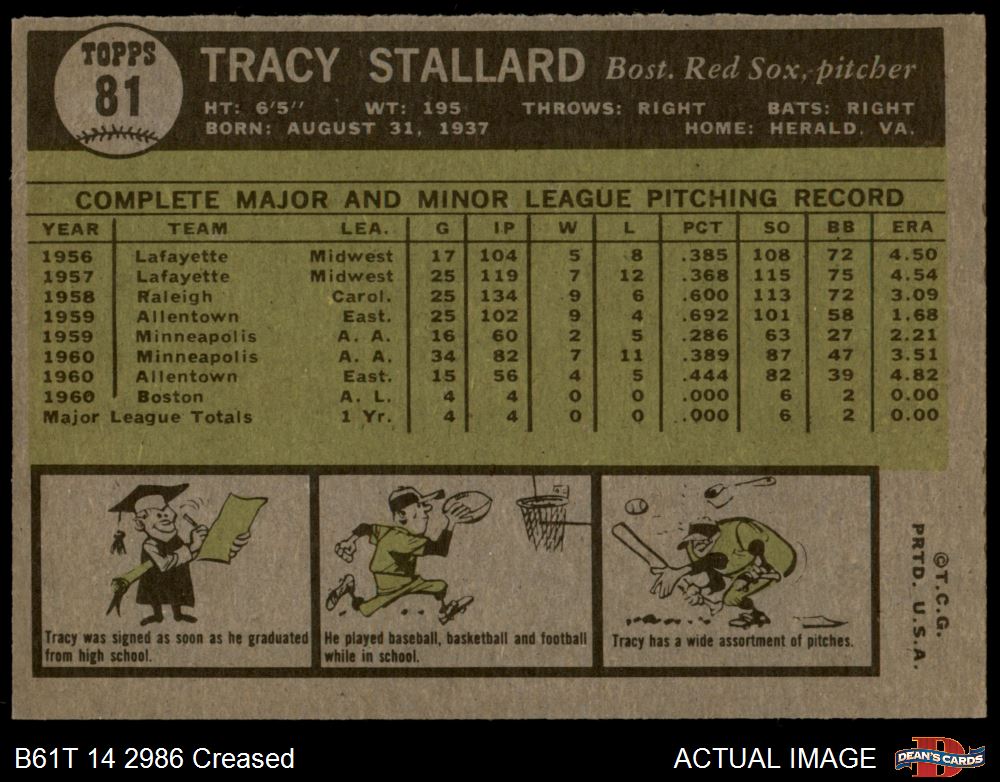 TOPPS
81
TRACY STALLARD Bost. Red Sox, pitcher
HT: 6'5" WT: 195 THROWS: RIGHT BATS: RIGHT
BORN: AUGUST 31, 1937 HOME: HERALD, VA.
COMPLETE MAJOR AND MINOR LEAGUE PITCHING RECORD
YEAR TEAM LEA. G IP W L PCT SO BB ERA
1956 Lafayette Midwest 17 104 5 8 .385 108 72 4.50
1957 Lafayette Midwest 25 119 7 12 .368 115 75 4.54
1958 Raleigh Carol. 25 134 9 6 .600 113 72 3.09
1959 Allentown East. 25 102 9 4 .692 101 58 1.68
1959 Minneapolis A. A. 16 60 2 5 .286 63 27 2.21
1960 Minneapolis A. A. 34 82 7 11 .389 87 47 3.51
1960 Allentown East. 15 56 4 5 .444 82 39 4.82
1960 Boston A. L. 4 4 0 0 .000 6 2 0.00
Major League Totals 1 Yr. 4 4 0 0 .000 6 2 0.00
Tracy was signed as soon as he graduated
from high school.
He played baseball, basketball and football
while in school.
Tracy has a wide assortment of pitches.
©T.C.G.
PRTD. U.S.A.
B61T 14 2986 Creased
ACTUAL IMAGE
D
DEAN'S CARDS